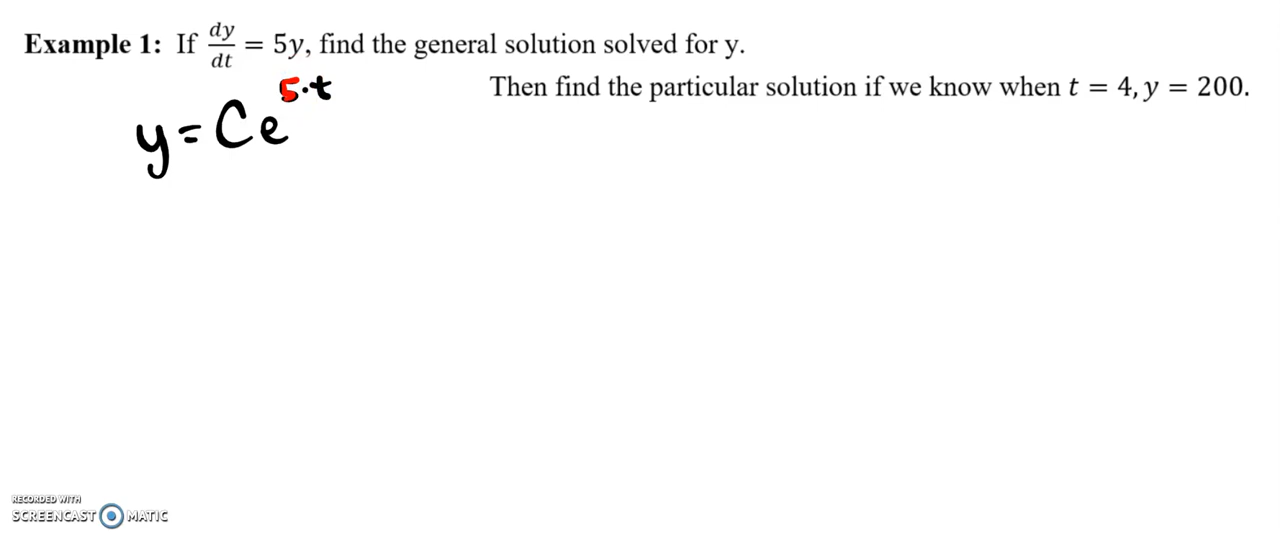 Example 1: If dy/dt = 5y, find the general solution solved for y.
Then find the particular solution if we know when t = 4, y = 200.
y = Ce^5·t
RECORDED WITH
SCREENCAST MATIC